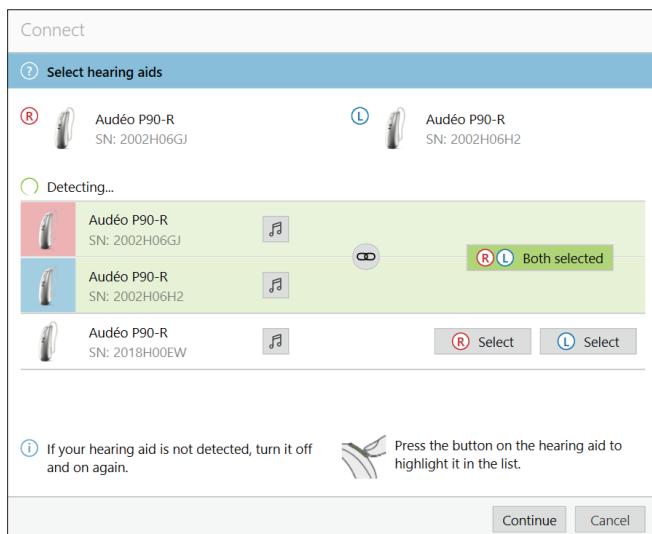 Connect
? Select hearing aids
R Audéo P90-R
SN: 2002H06GJ
L Audéo P90-R
SN: 2002H06H2
Detecting...
Audéo P90-R
SN: 2002H06GJ
Audéo P90-R
SN: 2002H06H2
R L Both selected
Audéo P90-R
SN: 2018H00EW
R Select
L Select
i If your hearing aid is not detected, turn it off
and on again.
Press the button on the hearing aid to
highlight it in the list.
Continue
Cancel